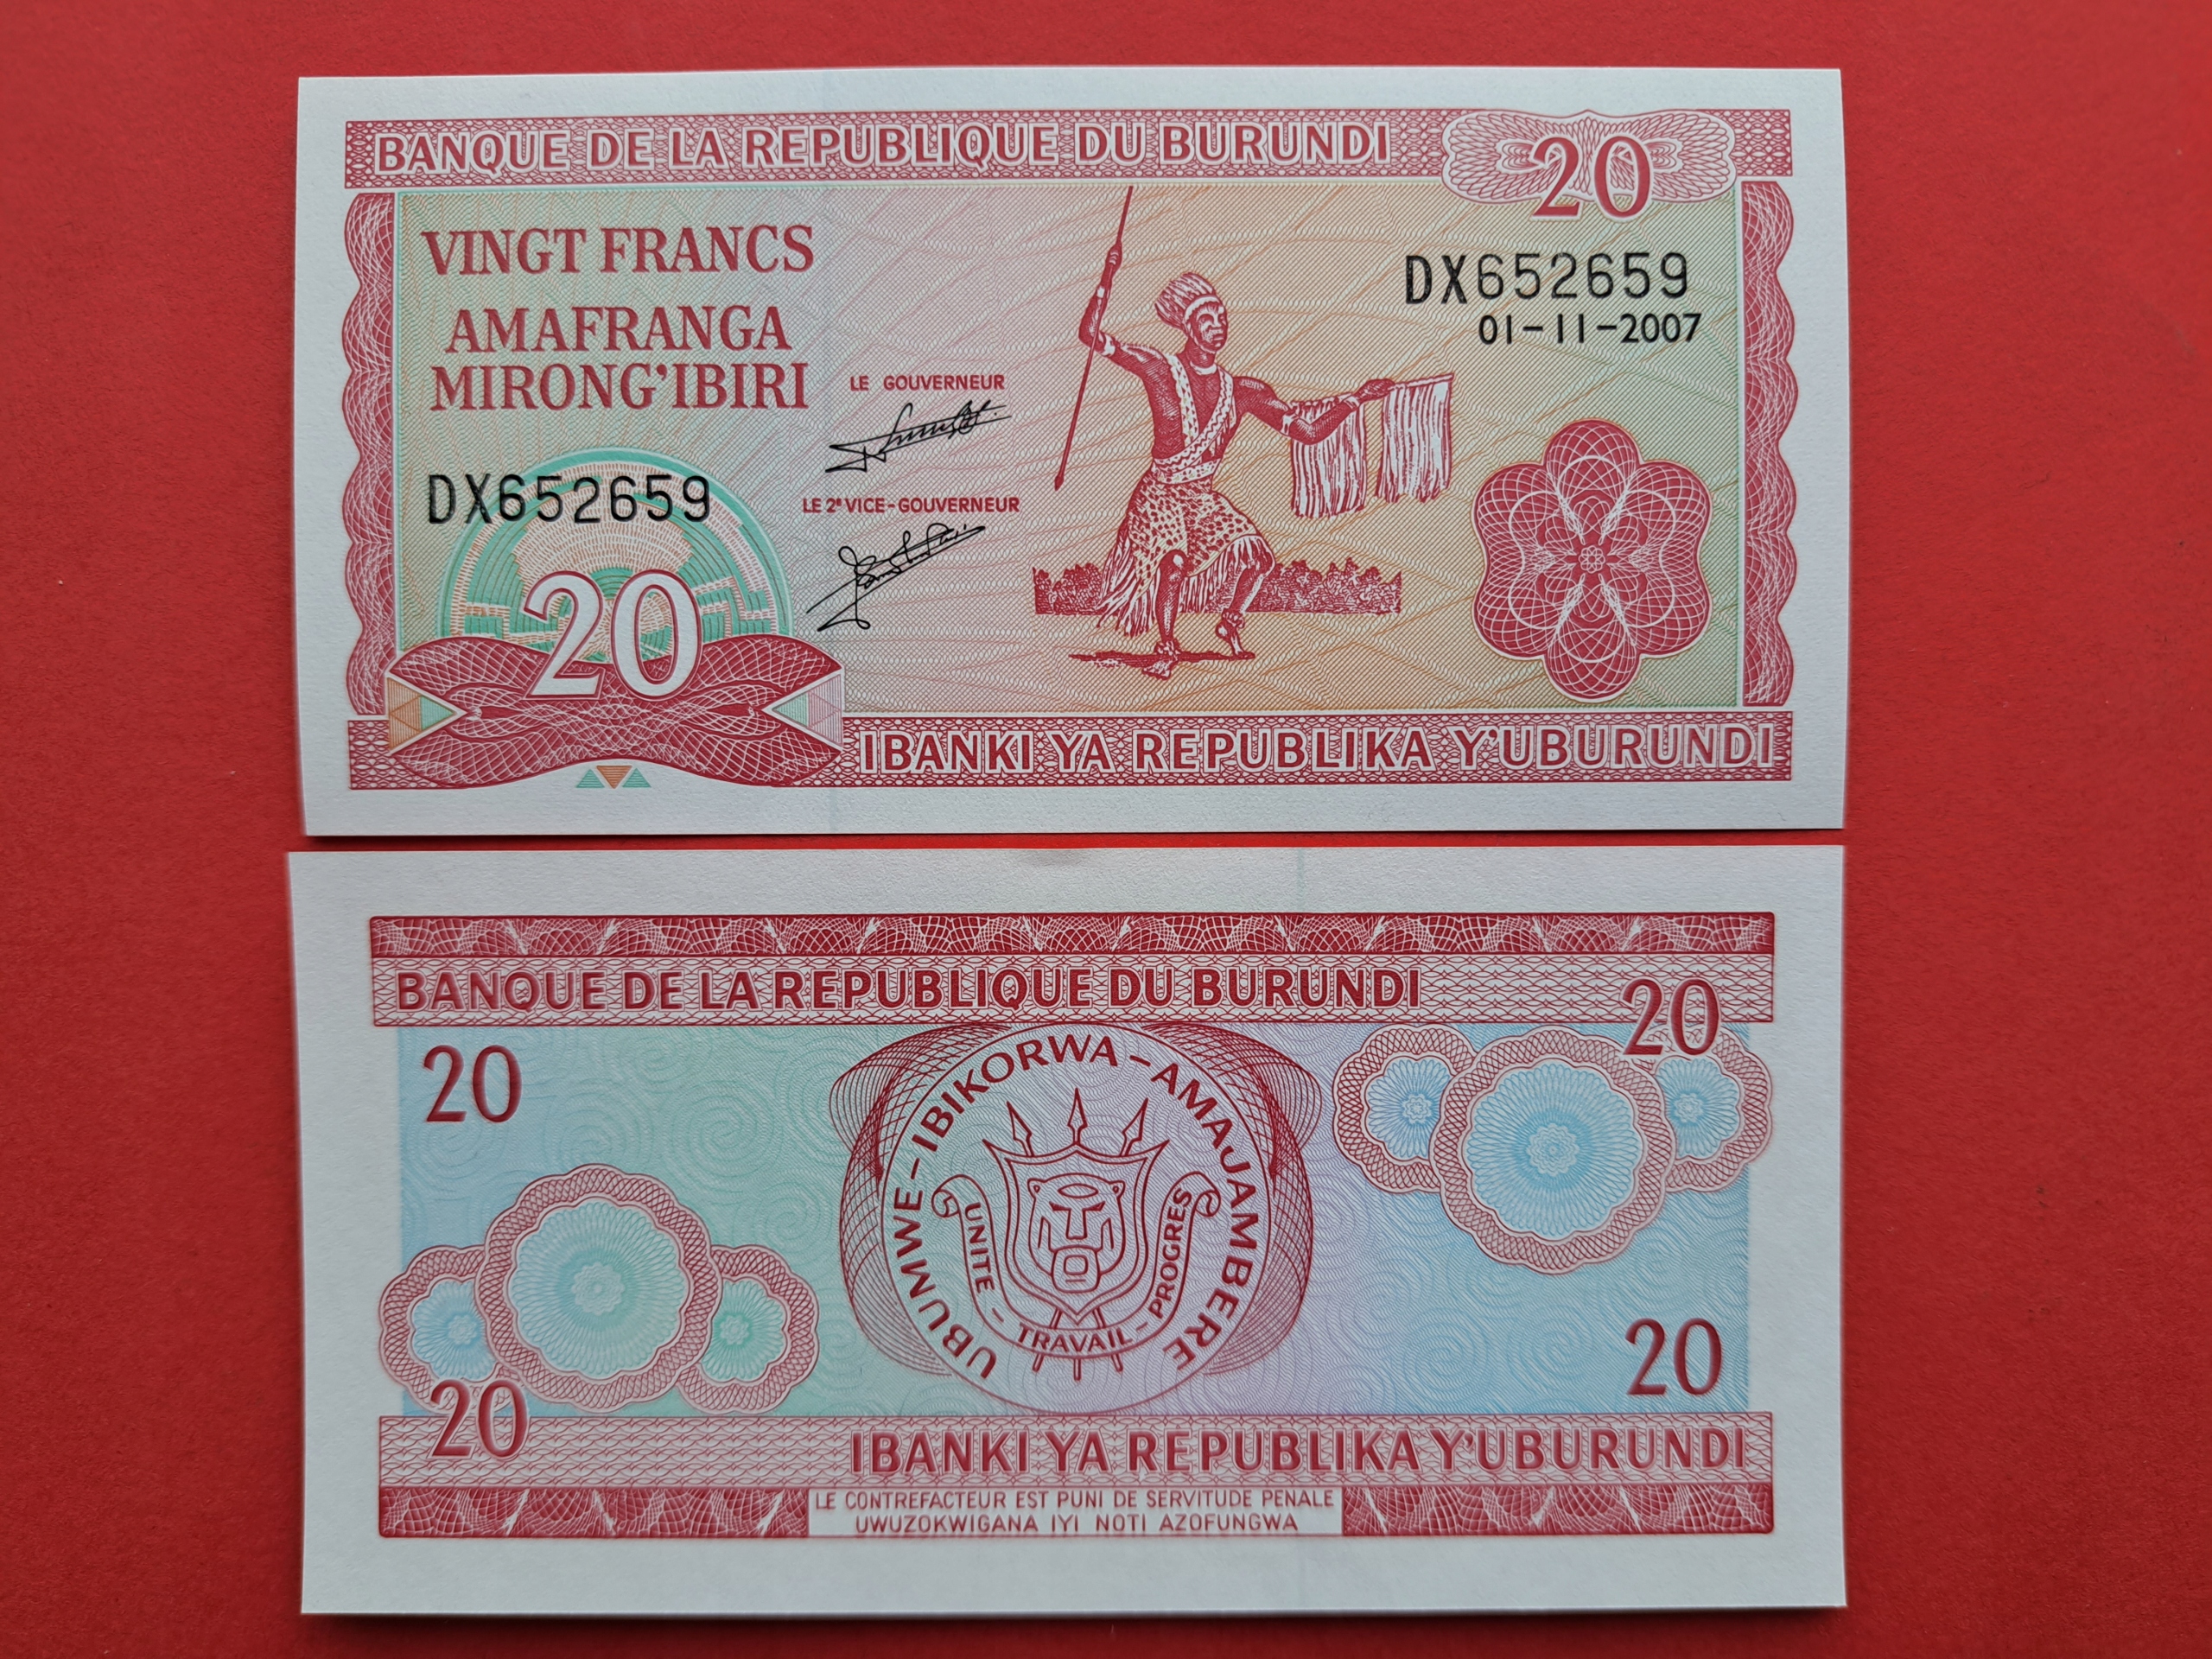 BANQUE DE LA REPUBLIQUE DU BURUNDI
20
VINGT FRANCS
AMAFRANGA
MIRONG'IBIRI
DX652659
01-11-2007
LE GOUVERNEUR
DX652659
LE 2e VICE-GOUVERNEUR
20
IBANKI YA REPUBLIKA Y'UBURUNDI
BANQUE DE LA REPUBLIQUE DU BURUNDI
20
20
UBUMWE-IBIKORWA-AMAJAMBERE
UNITE - TRAVAIL - PROGRES
20
20
IBANKI YA REPUBLIKA Y'UBURUNDI
LE CONTREFACTEUR EST PUNI DE SERVITUDE PENALE
UWUZOKWIGANA IYI NOTI AZOFUNGWA